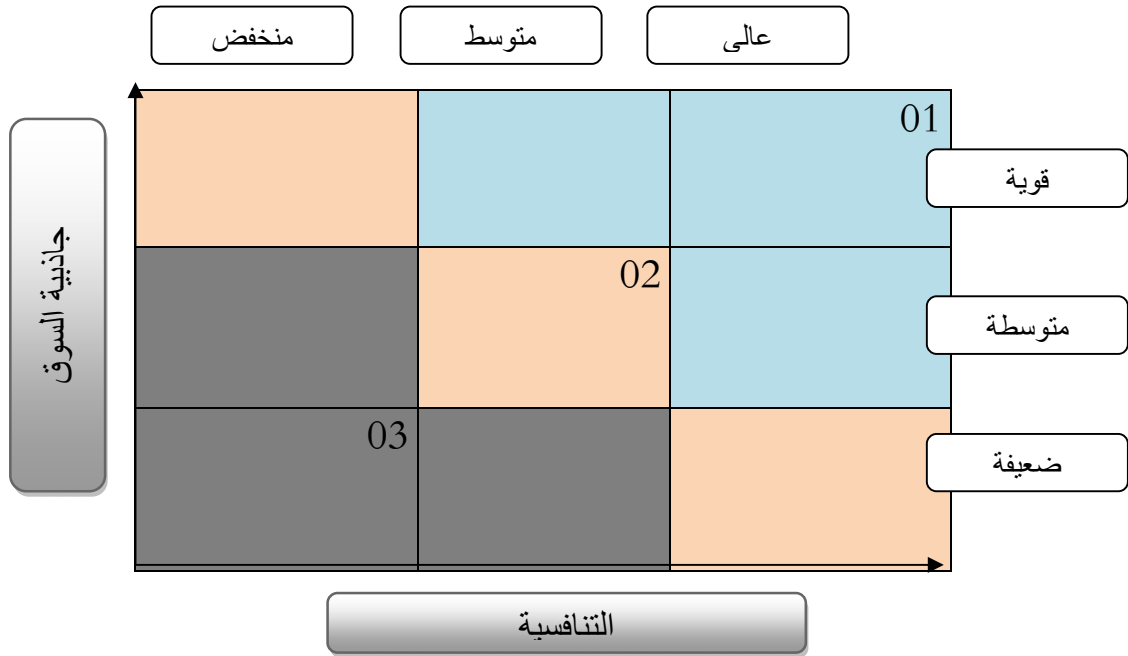 عالى
متوسط
منخفض
01
قوية
جاذبية السوق
02
متوسطة
03
ضعيفة
التنافسية